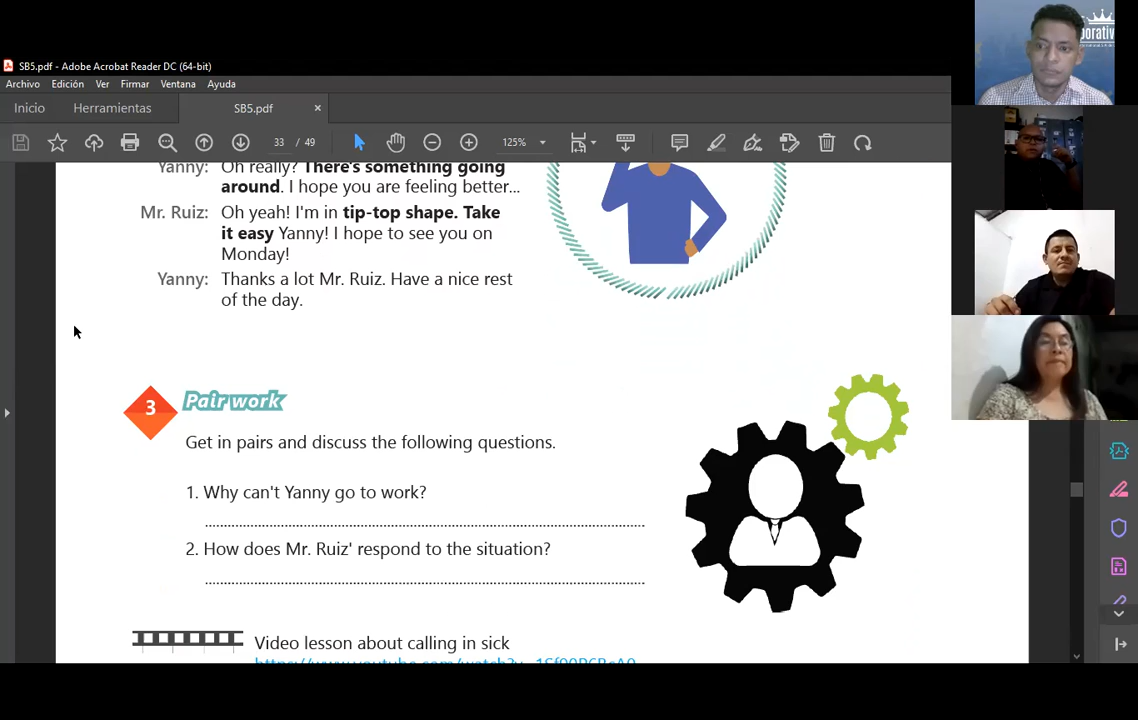 SB5.pdf - Adobe Acrobat Reader DC (64-bit)
Archivo Edición Ver Firmar Ventana Ayuda
Inicio Herramientas SB5.pdf ×
33 / 49 125%
Yanny: Oh really? There's something going
around. I hope you are feeling better...
Mr. Ruiz: Oh yeah! I'm in tip-top shape. Take
it easy Yanny! I hope to see you on
Monday!
Yanny: Thanks a lot Mr. Ruiz. Have a nice rest
of the day.
3 Pair work
Get in pairs and discuss the following questions.
1. Why can't Yanny go to work?
2. How does Mr. Ruiz' respond to the situation?
Video lesson about calling in sick